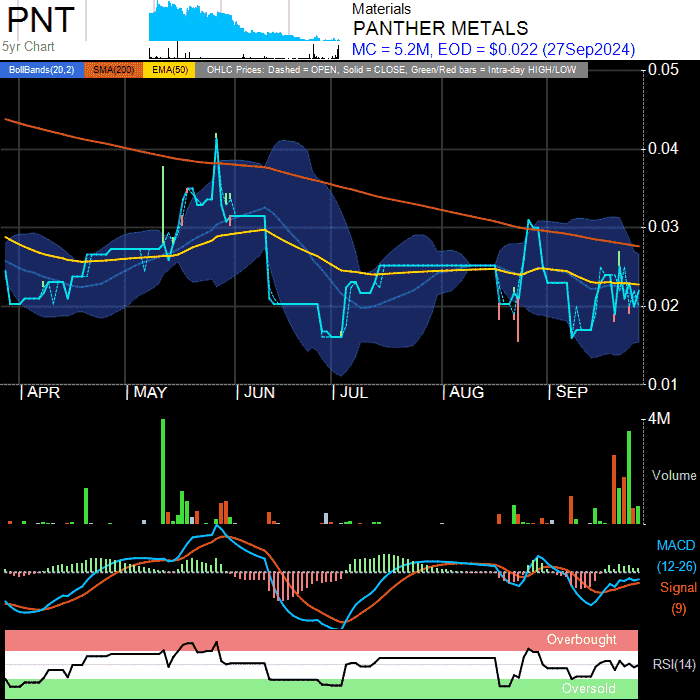 PNT
5yr Chart
Materials
PANTHER METALS
MC = 5.2M, EOD = $0.022 (27Sep2024)
BollBands(20,2) SMA(200) EMA(50) OHLC Prices: Dashed = OPEN, Solid = CLOSE, Green/Red bars = Intra-day HIGH/LOW
0.05
0.04
0.03
0.02
0.01
| APR | MAY | JUN | JUL | AUG | SEP
4M
Volume
MACD
(12-26)
Signal
(9)
Overbought
RSI(14)
Oversold